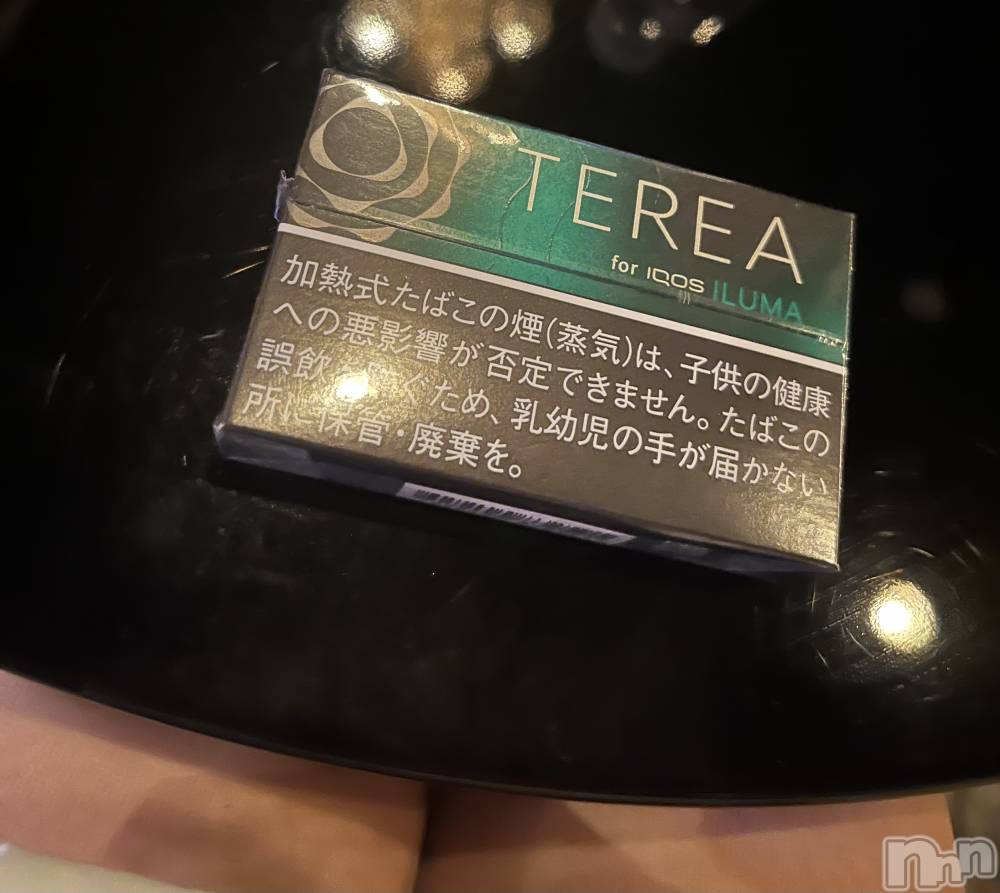 TEREA
for IQOS ILUMA
加熱式たばこの煙(蒸気)は、子供の健康
への悪影響が否定できません。たばこの
誤飲 ぐため、乳幼児の手が届かない
所に保管・廃棄を。
nnn